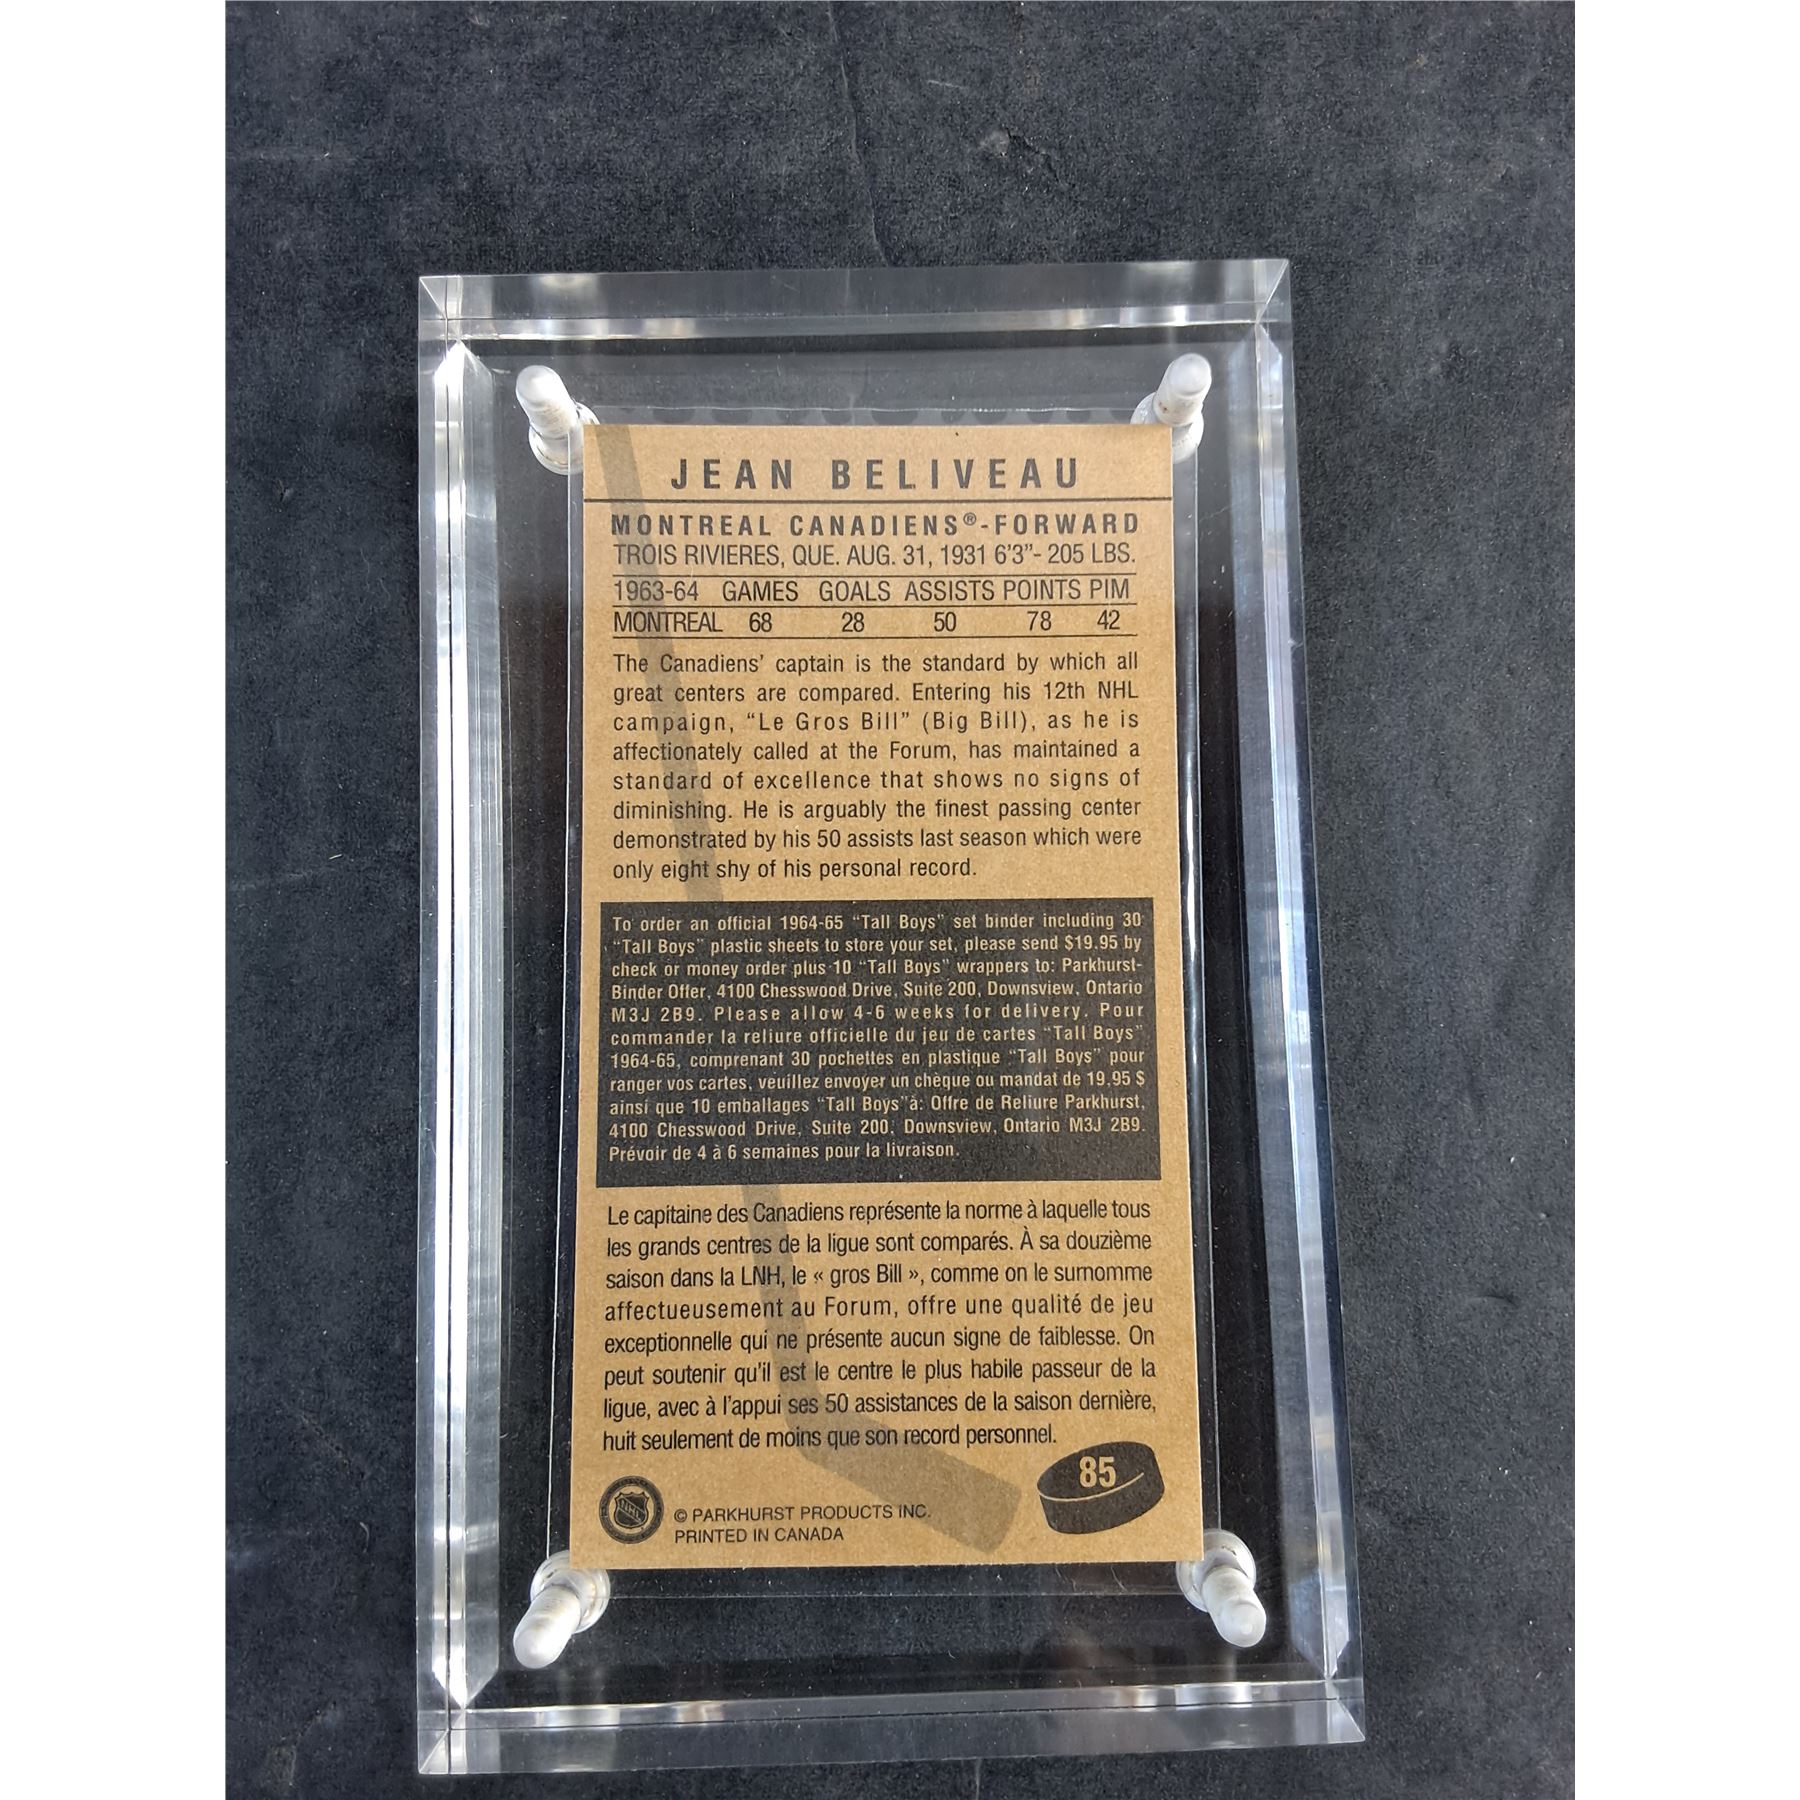 JEAN BELIVEAU
MONTREAL CANADIENS®-FORWARD
TROIS RIVIERES, QUE. AUG. 31, 1931 6'3"- 205 LBS.
1963-64 GAMES GOALS ASSISTS POINTS PIM
MONTREAL 68 28 50 78 42
The Canadiens' captain is the standard by which all
great centers are compared. Entering his 12th NHL
campaign, "Le Gros Bill" (Big Bill), as he is
affectionately called at the Forum, has maintained a
standard of excellence that shows no signs of
diminishing. He is arguably the finest passing center
demonstrated by his 50 assists last season which were
only eight shy of his personal record.
To order an official 1964-65 "Tall Boys" set binder including 30
"Tall Boys" plastic sheets to store your set, please send $19.95 by
check or money order plus 10 "Tall Boys" wrappers to: Parkhurst-
Binder Offer, 4100 Chesswood Drive, Suite 200, Downsview, Ontario
M3J 2B9. Please allow 4-6 weeks for delivery. Pour
commander la reliure officielle du jeu de cartes "Tall Boys"
1964-65, comprenant 30 pochettes en plastique "Tall Boys" pour
ranger vos cartes, veuillez envoyer un chèque ou mandat de 19,95 $
ainsi que 10 emballages "Tall Boys"à: Offre de Reliure Parkhurst,
4100 Chesswood Drive, Suite 200, Downsview, Ontario M3J 2B9.
Prévoir de 4 à 6 semaines pour la livraison.
Le capitaine des Canadiens représente la norme à laquelle tous
les grands centres de la ligue sont comparés. À sa douzième
saison dans la LNH, le « gros Bill », comme on le surnomme
affectueusement au Forum, offre une qualité de jeu
exceptionnelle qui ne présente aucun signe de faiblesse. On
peut soutenir qu'il est le centre le plus habile passeur de la
ligue, avec à l'appui ses 50 assistances de la saison dernière,
huit seulement de moins que son record personnel.
85
NHL
© PARKHURST PRODUCTS INC.
PRINTED IN CANADA